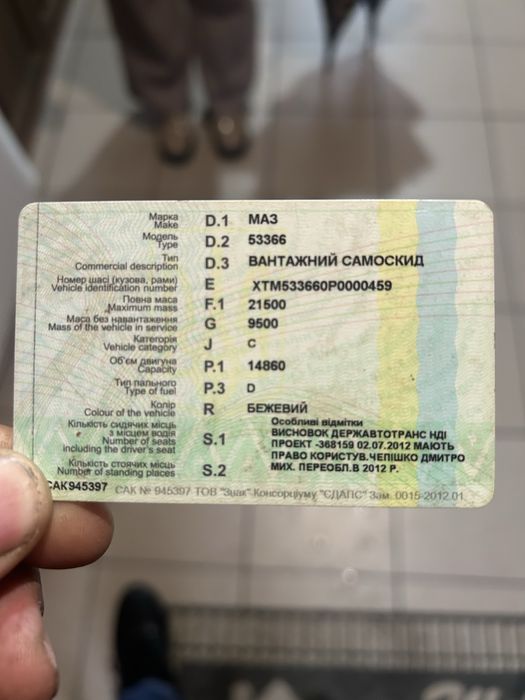 Марка D.1 МАЗ
Make
Модель D.2 53366
Type
Тип D.3 ВАНТАЖНИЙ САМОСКИД
Commercial description
Номер шасі (кузова, рами) E XTM533660P0000459
Vehicle identification number
Повна маса F.1 21500
Maximum mass
Маса без навантаження G 9500
Mass of the vehicle in service
Категорія J C
Vehicle category
Об'єм двигуна P.1 14860
Capacity
Тип пального P.3 D
Type of fuel
Колір R БЕЖЕВИЙ
Colour of the vehicle
Кількість сидячих місць
з місцем водія S.1
Number of seats
including the driver's seat
Кількість стоячих місць S.2
Number of standing places
Особливі відмітки
ВИСНОВОК ДЕРЖАВТОТРАНС НДІ
ПРОЕКТ -368159 02.07.2012 МАЮТЬ
ПРАВО КОРИСТУВ.ЧЕПІШКО ДМИТРО
МИХ. ПЕРЕОБЛ.В 2012 Р.
САК945397 САК № 945397 ТОВ "Знак" Консорціуму "ЄДАПС" Зам. 0015-2012.01